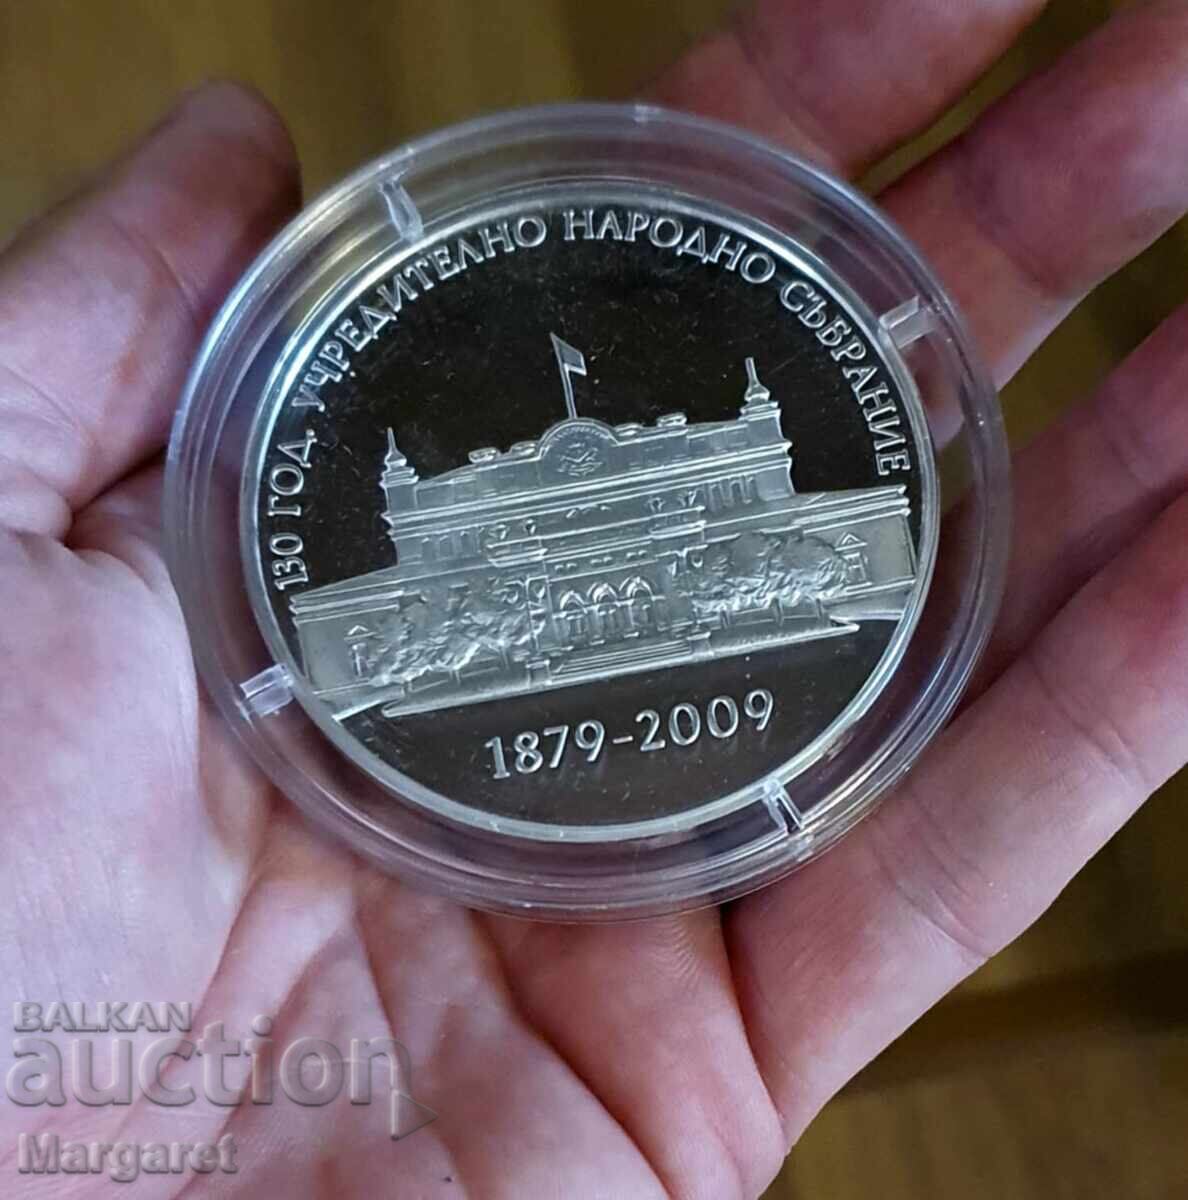 130 ГОД. УЧРЕДИТЕЛНО НАРОДНО СЪБРАНИЕ
1879-2009
BALKAN
auction
Margaret